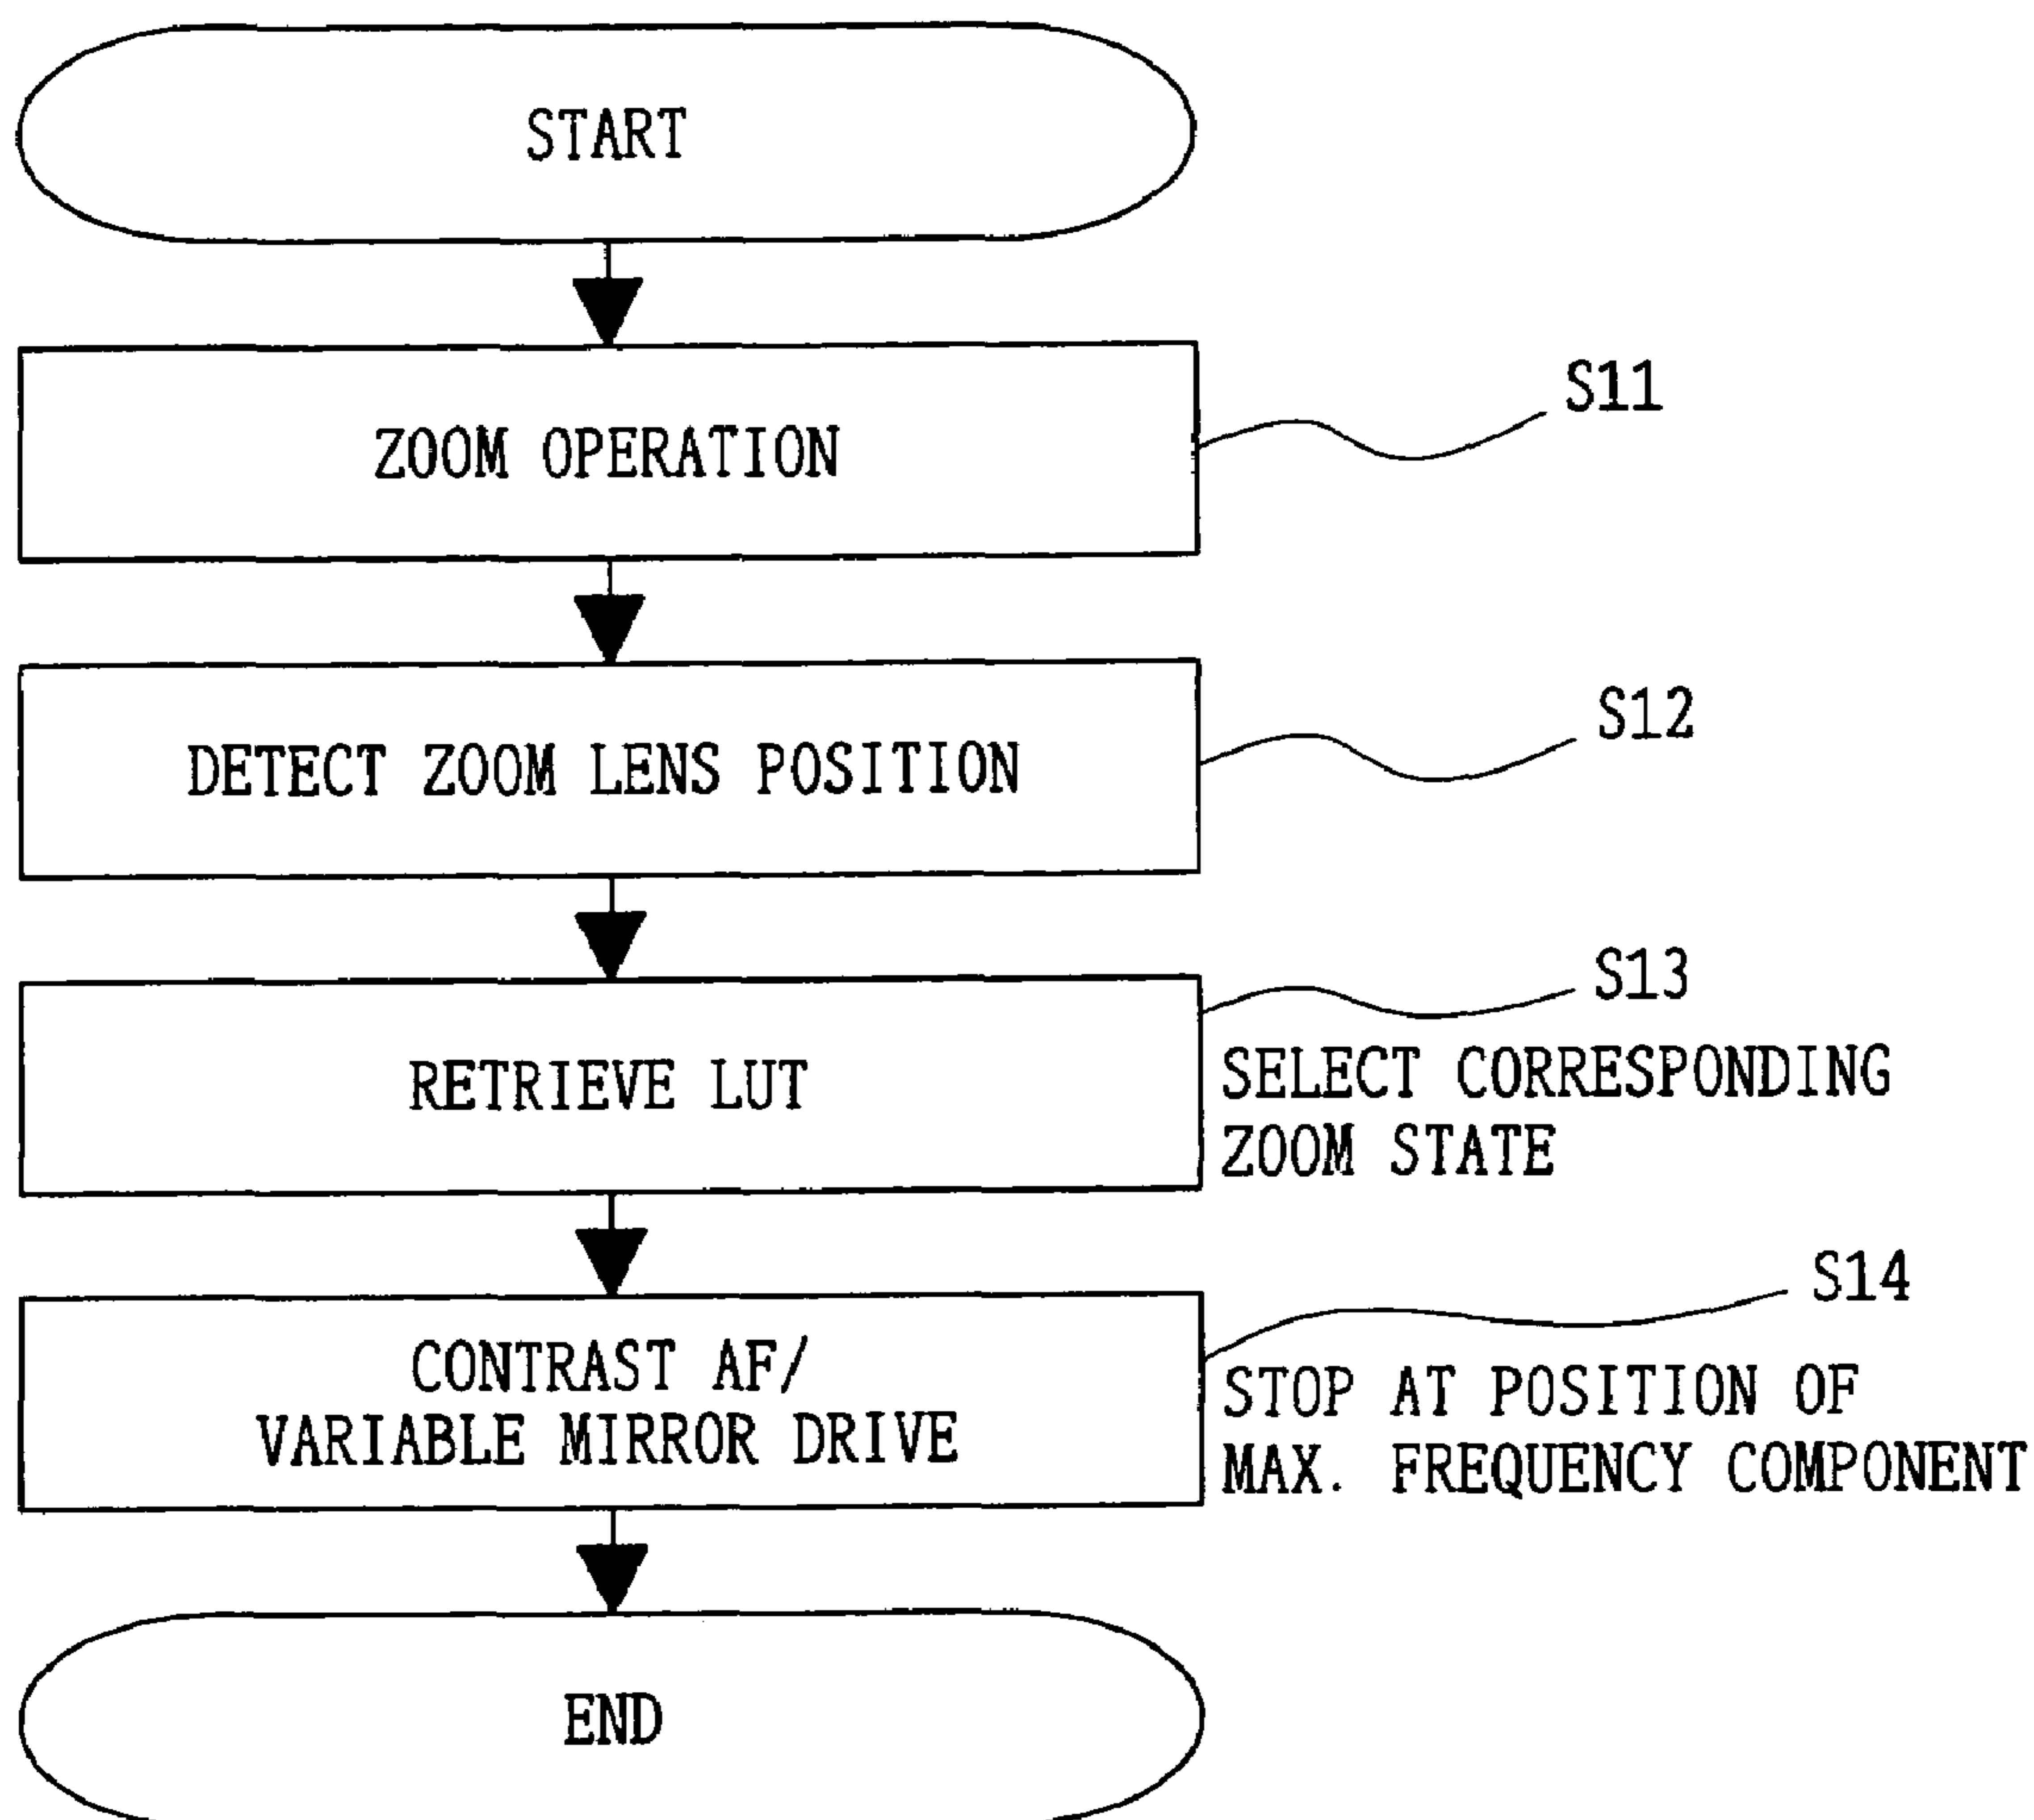 START
S11
ZOOM OPERATION
S12
DETECT ZOOM LENS POSITION
S13
RETRIEVE LUT
SELECT CORRESPONDING
ZOOM STATE
S14
CONTRAST AF/
VARIABLE MIRROR DRIVE
STOP AT POSITION OF
MAX. FREQUENCY COMPONENT
END